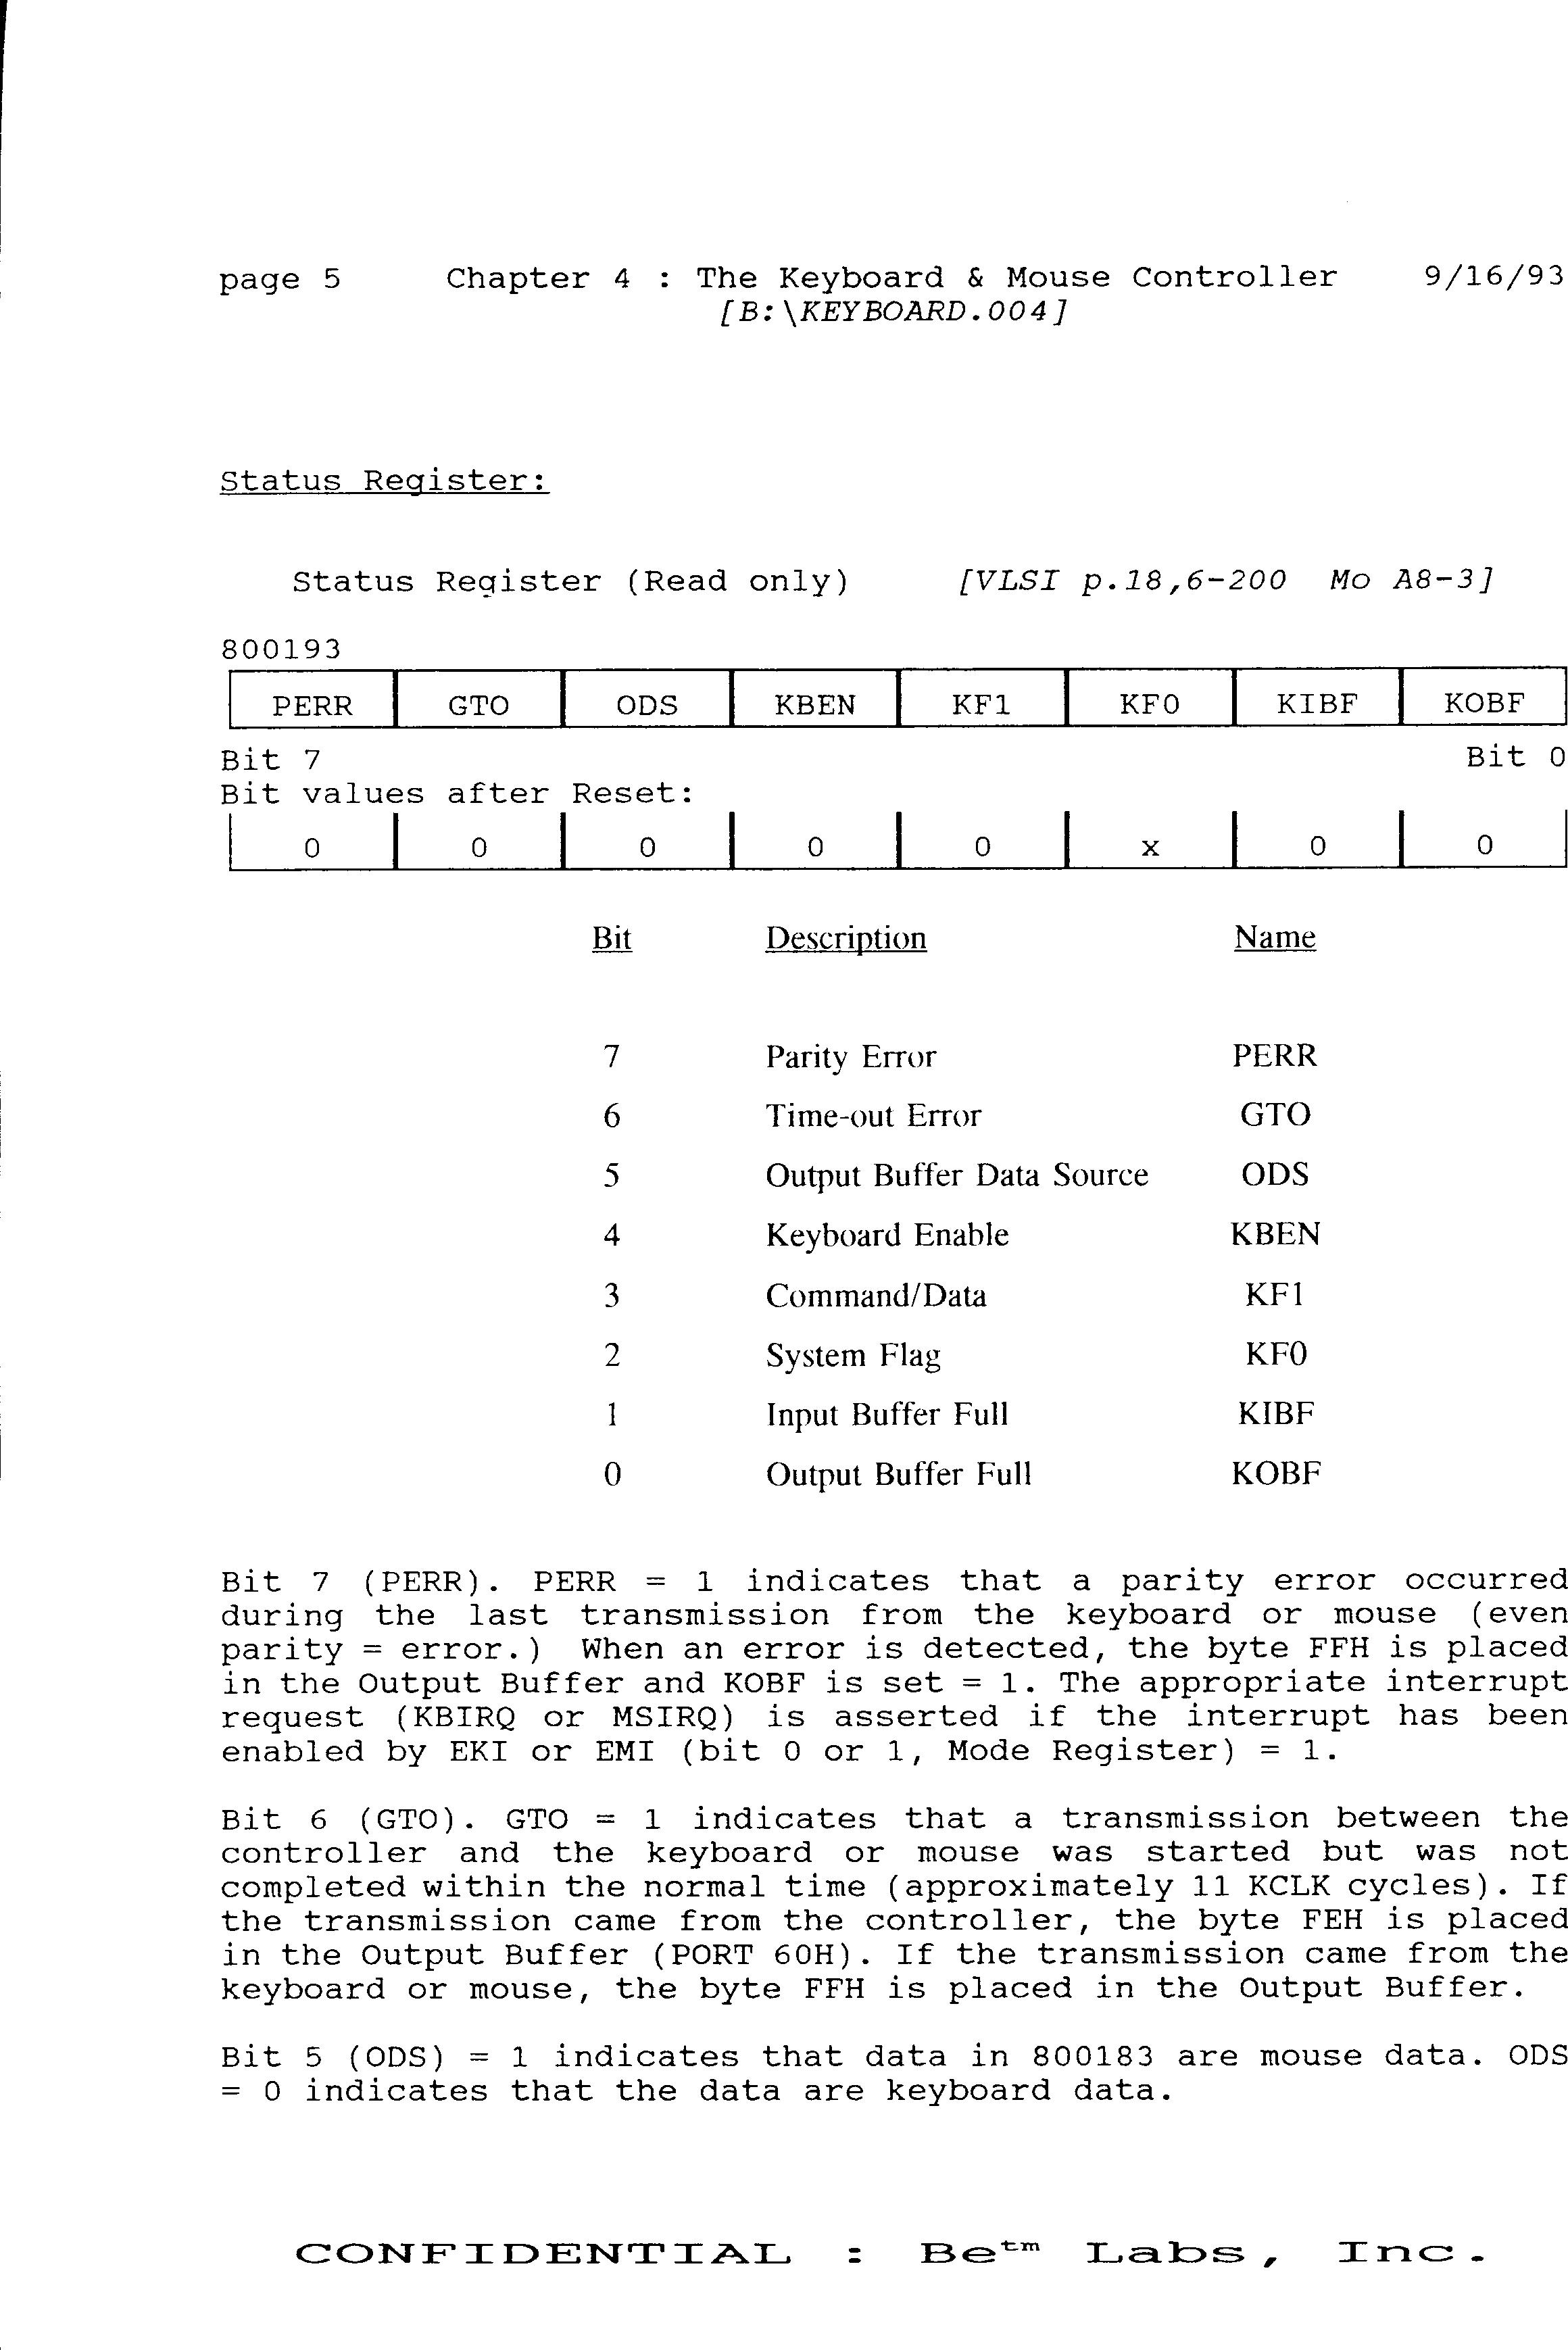 page 5 Chapter 4 : The Keyboard & Mouse Controller 9/16/93
[B:\KEYBOARD.004]
Status Register:
Status Register (Read only) [VLSI p.18,6-200 Mo A8-3]
800193
PERR GTO ODS KBEN KF1 KF0 KIBF KOBF
Bit 7 Bit 0
Bit values after Reset:
0 0 0 0 0 x 0 0
Bit Description Name
7 Parity Error PERR
6 Time-out Error GTO
5 Output Buffer Data Source ODS
4 Keyboard Enable KBEN
3 Command/Data KF1
2 System Flag KF0
1 Input Buffer Full KIBF
0 Output Buffer Full KOBF
Bit 7 (PERR). PERR = 1 indicates that a parity error occurred
during the last transmission from the keyboard or mouse (even
parity = error.) When an error is detected, the byte FFH is placed
in the Output Buffer and KOBF is set = 1. The appropriate interrupt
request (KBIRQ or MSIRQ) is asserted if the interrupt has been
enabled by EKI or EMI (bit 0 or 1, Mode Register) = 1.
Bit 6 (GTO). GTO = 1 indicates that a transmission between the
controller and the keyboard or mouse was started but was not
completed within the normal time (approximately 11 KCLK cycles). If
the transmission came from the controller, the byte FEH is placed
in the Output Buffer (PORT 60H). If the transmission came from the
keyboard or mouse, the byte FFH is placed in the Output Buffer.
Bit 5 (ODS) = 1 indicates that data in 800183 are mouse data. ODS
= 0 indicates that the data are keyboard data.
CONFIDENTIAL : Be™ Labs, Inc.